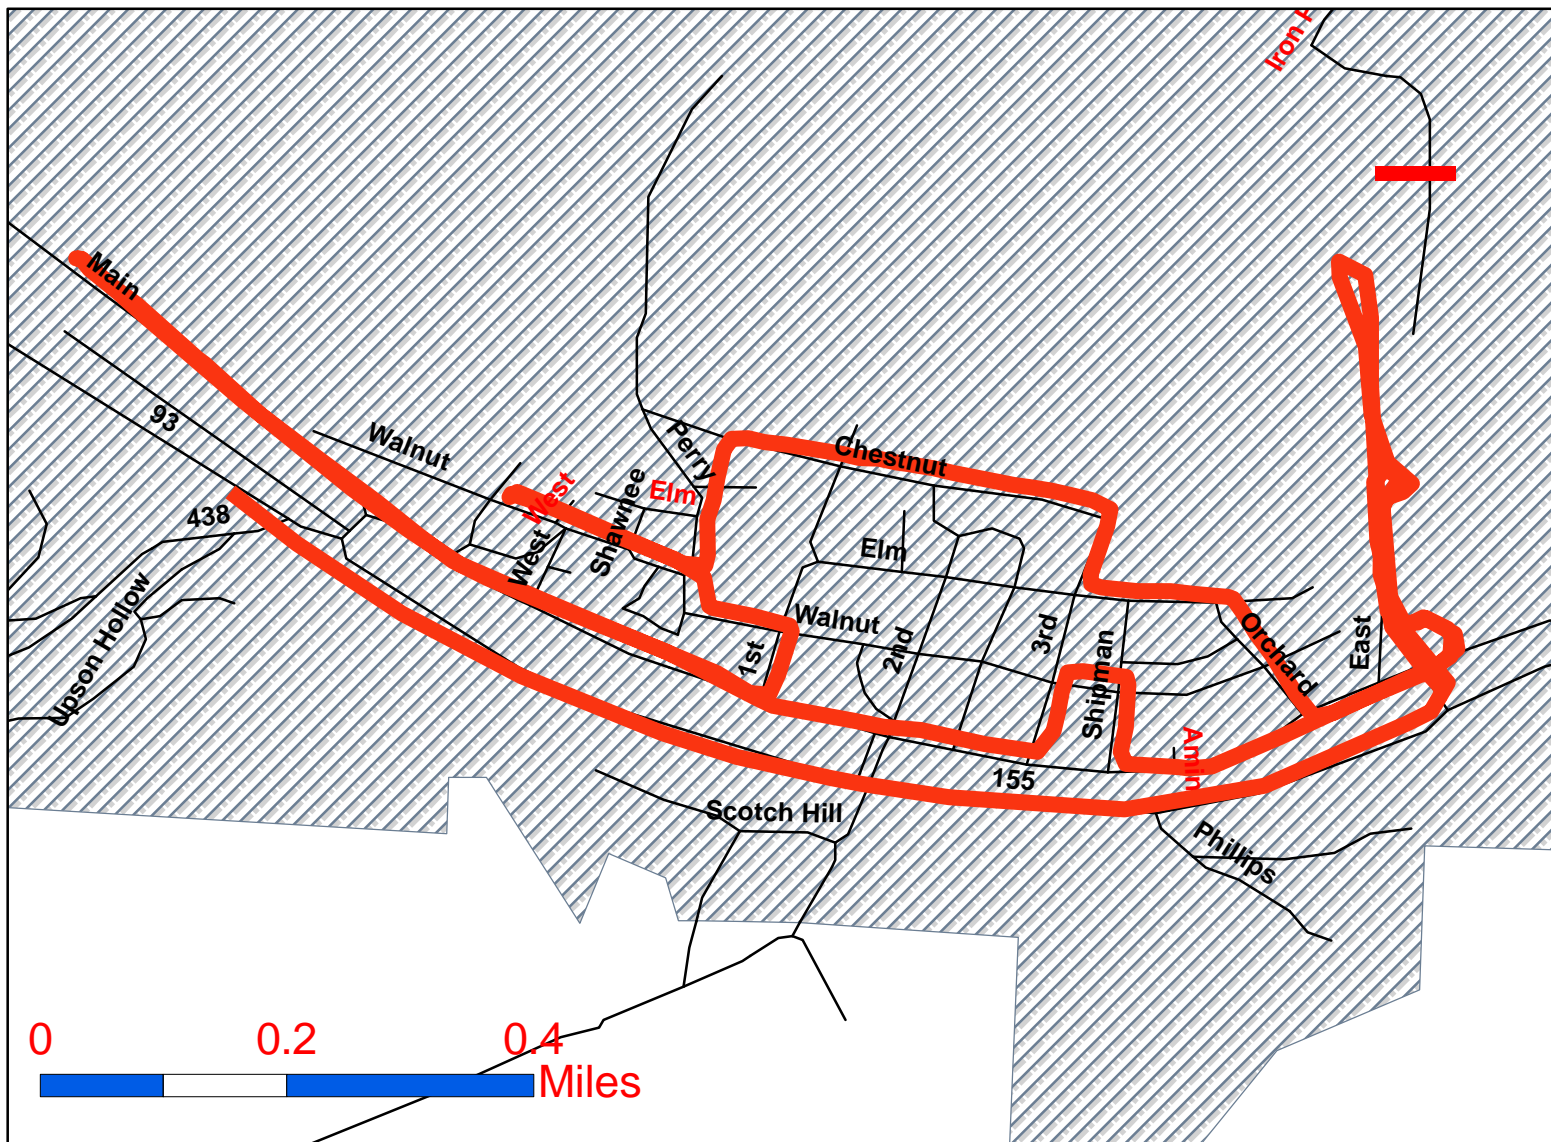 Main
93
Walnut
Perry
Chestnut
West
Shawnee
Elm
438
West
Elm
Upson Hollow
1st
Walnut
2nd
3rd
Shipman
Orchard
East
Amin
155
Scotch Hill
Phillips
0 0.2 0.4
Miles